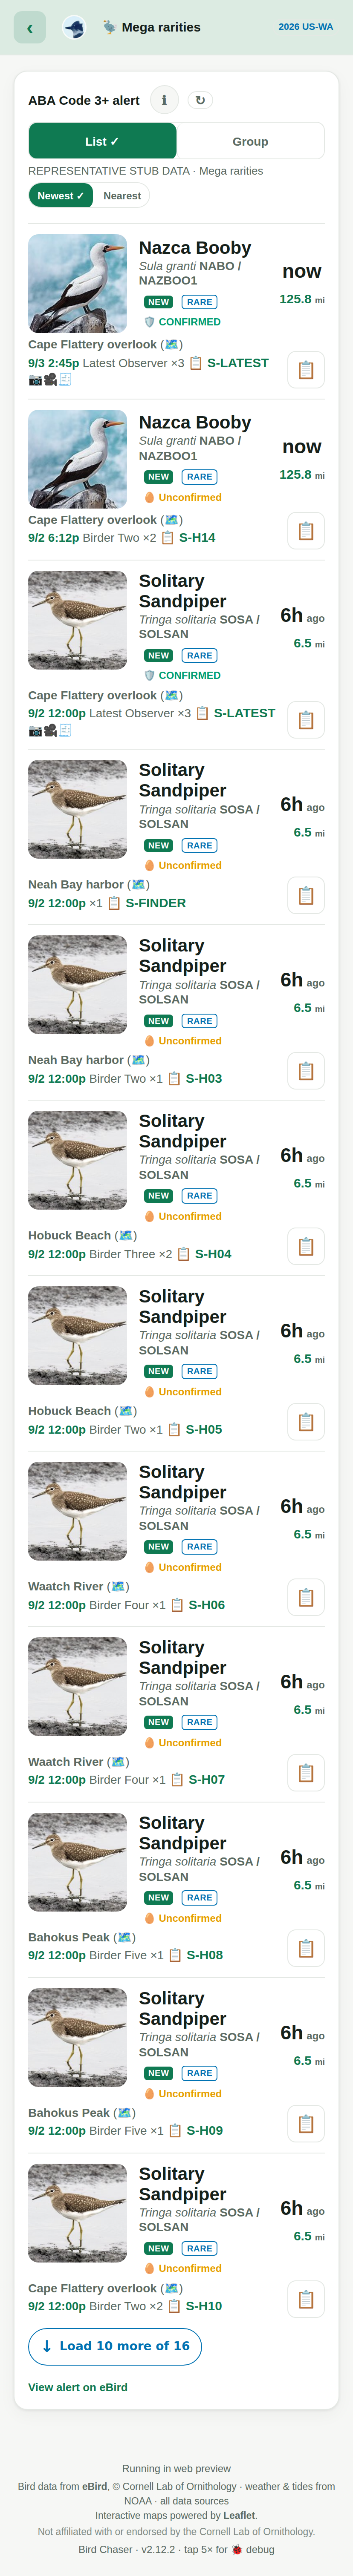 ‹ Mega rarities 2026 US-WA
ABA Code 3+ alert ℹ ↻
List ✓ Group
REPRESENTATIVE STUB DATA · Mega rarities
Newest ✓ Nearest
Nazca Booby
Sula granti NABO /
NAZBOO1
now
125.8 mi
NEW RARE
CONFIRMED
Cape Flattery overlook (🗺️)
9/3 2:45p Latest Observer ×3 📋 S-LATEST
📷🎥🧾
Nazca Booby
Sula granti NABO /
NAZBOO1
now
125.8 mi
NEW RARE
Unconfirmed
Cape Flattery overlook (🗺️)
9/2 6:12p Birder Two ×2 📋 S-H14
Solitary
Sandpiper
Tringa solitaria SOSA /
SOLSAN
6h ago
6.5 mi
NEW RARE
CONFIRMED
Cape Flattery overlook (🗺️)
9/2 12:00p Latest Observer ×3 📋 S-LATEST
📷🎥🧾
Solitary
Sandpiper
Tringa solitaria SOSA /
SOLSAN
6h ago
6.5 mi
NEW RARE
Unconfirmed
Neah Bay harbor (🗺️)
9/2 12:00p ×1 📋 S-FINDER
Solitary
Sandpiper
Tringa solitaria SOSA /
SOLSAN
6h ago
6.5 mi
NEW RARE
Unconfirmed
Neah Bay harbor (🗺️)
9/2 12:00p Birder Two ×1 📋 S-H03
Solitary
Sandpiper
Tringa solitaria SOSA /
SOLSAN
6h ago
6.5 mi
NEW RARE
Unconfirmed
Hobuck Beach (🗺️)
9/2 12:00p Birder Three ×2 📋 S-H04
Solitary
Sandpiper
Tringa solitaria SOSA /
SOLSAN
6h ago
6.5 mi
NEW RARE
Unconfirmed
Hobuck Beach (🗺️)
9/2 12:00p Birder Two ×1 📋 S-H05
Solitary
Sandpiper
Tringa solitaria SOSA /
SOLSAN
6h ago
6.5 mi
NEW RARE
Unconfirmed
Waatch River (🗺️)
9/2 12:00p Birder Four ×1 📋 S-H06
Solitary
Sandpiper
Tringa solitaria SOSA /
SOLSAN
6h ago
6.5 mi
NEW RARE
Unconfirmed
Waatch River (🗺️)
9/2 12:00p Birder Four ×1 📋 S-H07
Solitary
Sandpiper
Tringa solitaria SOSA /
SOLSAN
6h ago
6.5 mi
NEW RARE
Unconfirmed
Bahokus Peak (🗺️)
9/2 12:00p Birder Five ×1 📋 S-H08
Solitary
Sandpiper
Tringa solitaria SOSA /
SOLSAN
6h ago
6.5 mi
NEW RARE
Unconfirmed
Bahokus Peak (🗺️)
9/2 12:00p Birder Five ×1 📋 S-H09
Solitary
Sandpiper
Tringa solitaria SOSA /
SOLSAN
6h ago
6.5 mi
NEW RARE
Unconfirmed
Cape Flattery overlook (🗺️)
9/2 12:00p Birder Two ×2 📋 S-H10
↓ Load 10 more of 16
View alert on eBird
Running in web preview
Bird data from eBird, © Cornell Lab of Ornithology · weather & tides from
NOAA · all data sources
Interactive maps powered by Leaflet.
Not affiliated with or endorsed by the Cornell Lab of Ornithology.
Bird Chaser · v2.12.2 · tap 5× for 🐞 debug